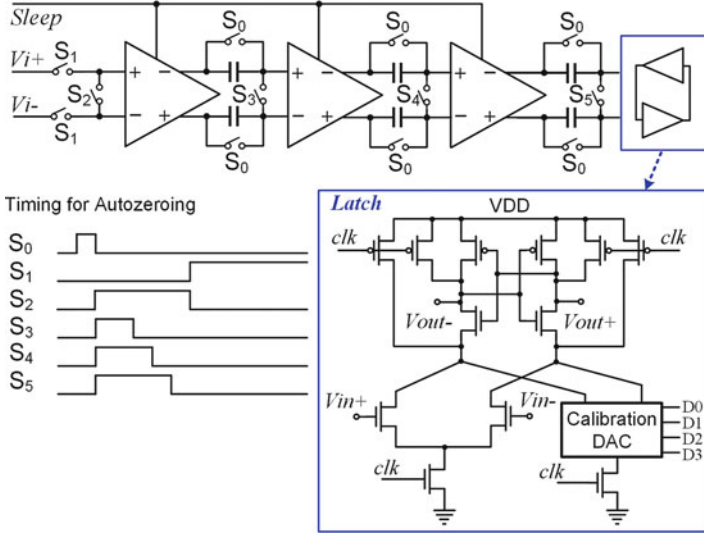 Sleep
S0 S0 S0
Vi+ S1
S2 S3 S4 S5
Vi-
S1
S0 S0 S0
+ − + − + −
− + − + − +
Timing for Autozeroing
S0
S1
S2
S3
S4
S5
Latch VDD
clk clk
Vout- Vout+
Vin+ Vin-
Calibration
DAC
D0
D1
D2
D3
clk clk